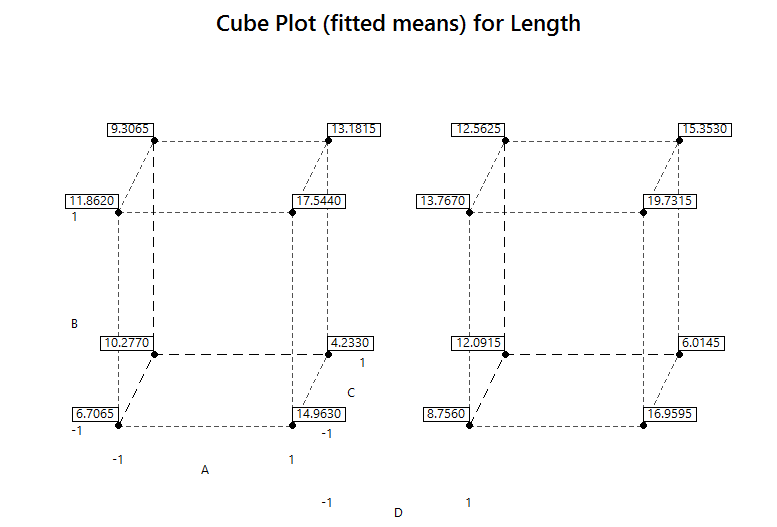 Cube Plot (fitted means) for Length
9.3065 13.1815 12.5625 15.3530
11.8620 17.5440 13.7670 19.7315
1
B
10.2770 4.2330 12.0915 6.0145
1
C
6.7065 14.9630 8.7560 16.9595
-1 -1
-1 1
A
-1 1
D